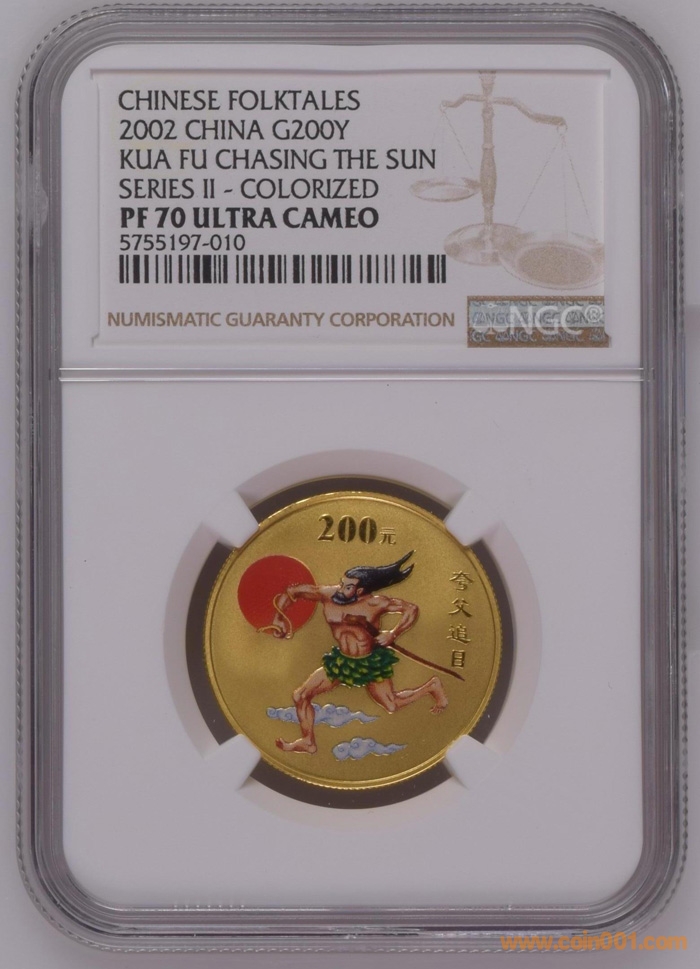 CHINESE FOLKTALES
2002 CHINA G200Y
KUA FU CHASING THE SUN
SERIES II - COLORIZED
PF 70 ULTRA CAMEO
5755197-010
NUMISMATIC GUARANTY CORPORATION
NGC®
200元
夸父追日
www.coin001.com